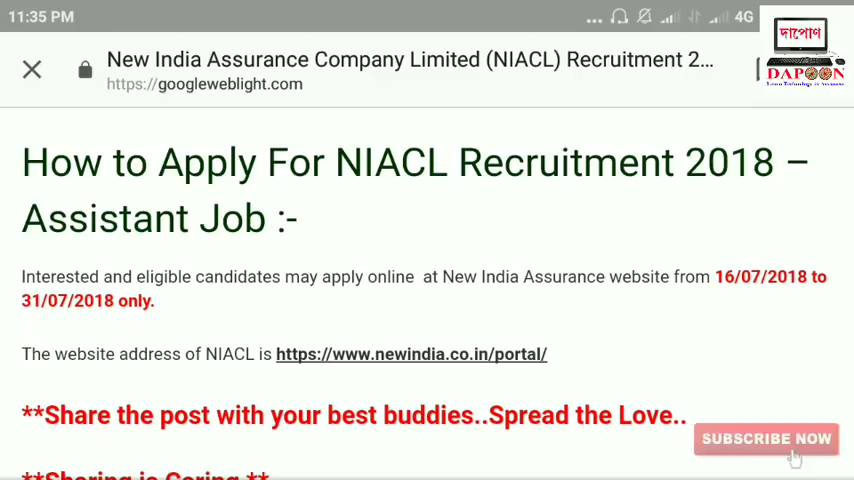 11:35 PM
4G
New India Assurance Company Limited (NIACL) Recruitment 2...
https://googleweblight.com
দাপোণ
DAPOON
How to Apply For NIACL Recruitment 2018 –
Assistant Job :-
Interested and eligible candidates may apply online at New India Assurance website from 16/07/2018 to
31/07/2018 only.
The website address of NIACL is https://www.newindia.co.in/portal/
**Share the post with your best buddies..Spread the Love..
SUBSCRIBE NOW
**Sharing is Caring **